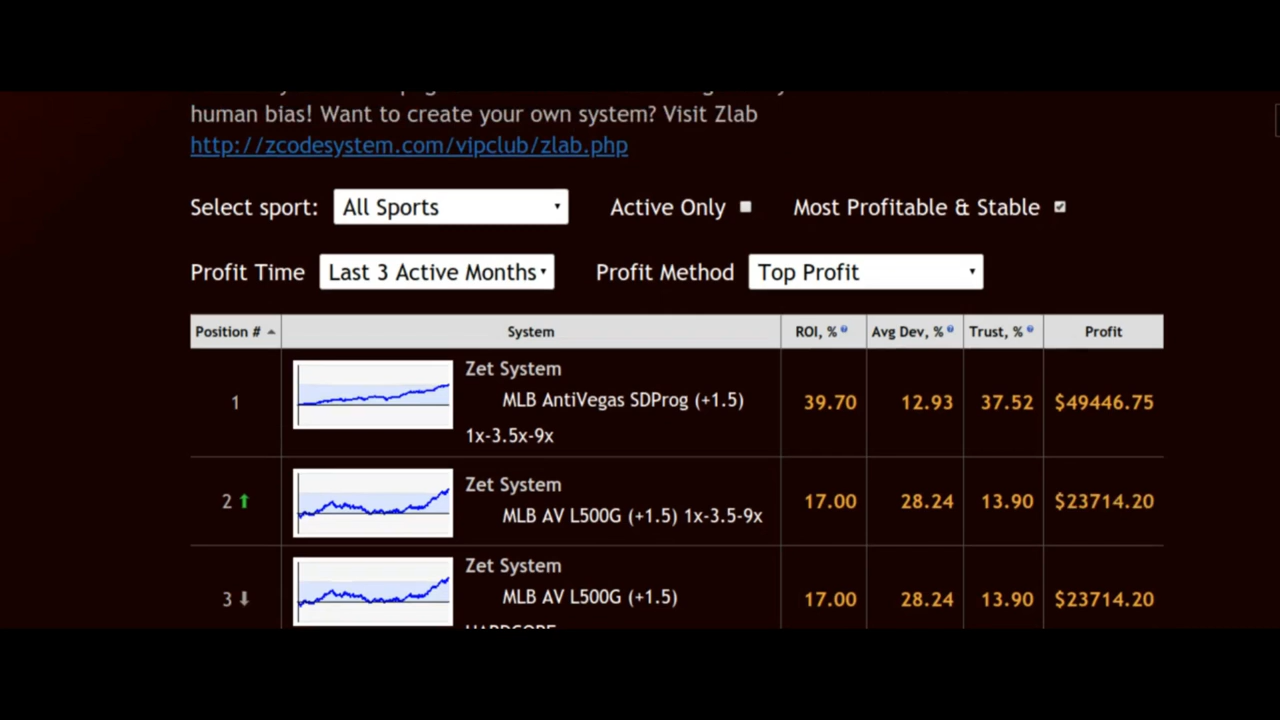 human bias! Want to create your own system? Visit Zlab
http://zcodesystem.com/vipclub/zlab.php
Select sport: All Sports Active Only Most Profitable & Stable
Profit Time Last 3 Active Months Profit Method Top Profit
Position # System ROI, % Avg Dev, % Trust, % Profit
Zet System
1 MLB AntiVegas SDProg (+1.5) 39.70 12.93 37.52 $49446.75
1x-3.5x-9x
Zet System
2 MLB AV L500G (+1.5) 1x-3.5-9x 17.00 28.24 13.90 $23714.20
Zet System
3 MLB AV L500G (+1.5) 17.00 28.24 13.90 $23714.20